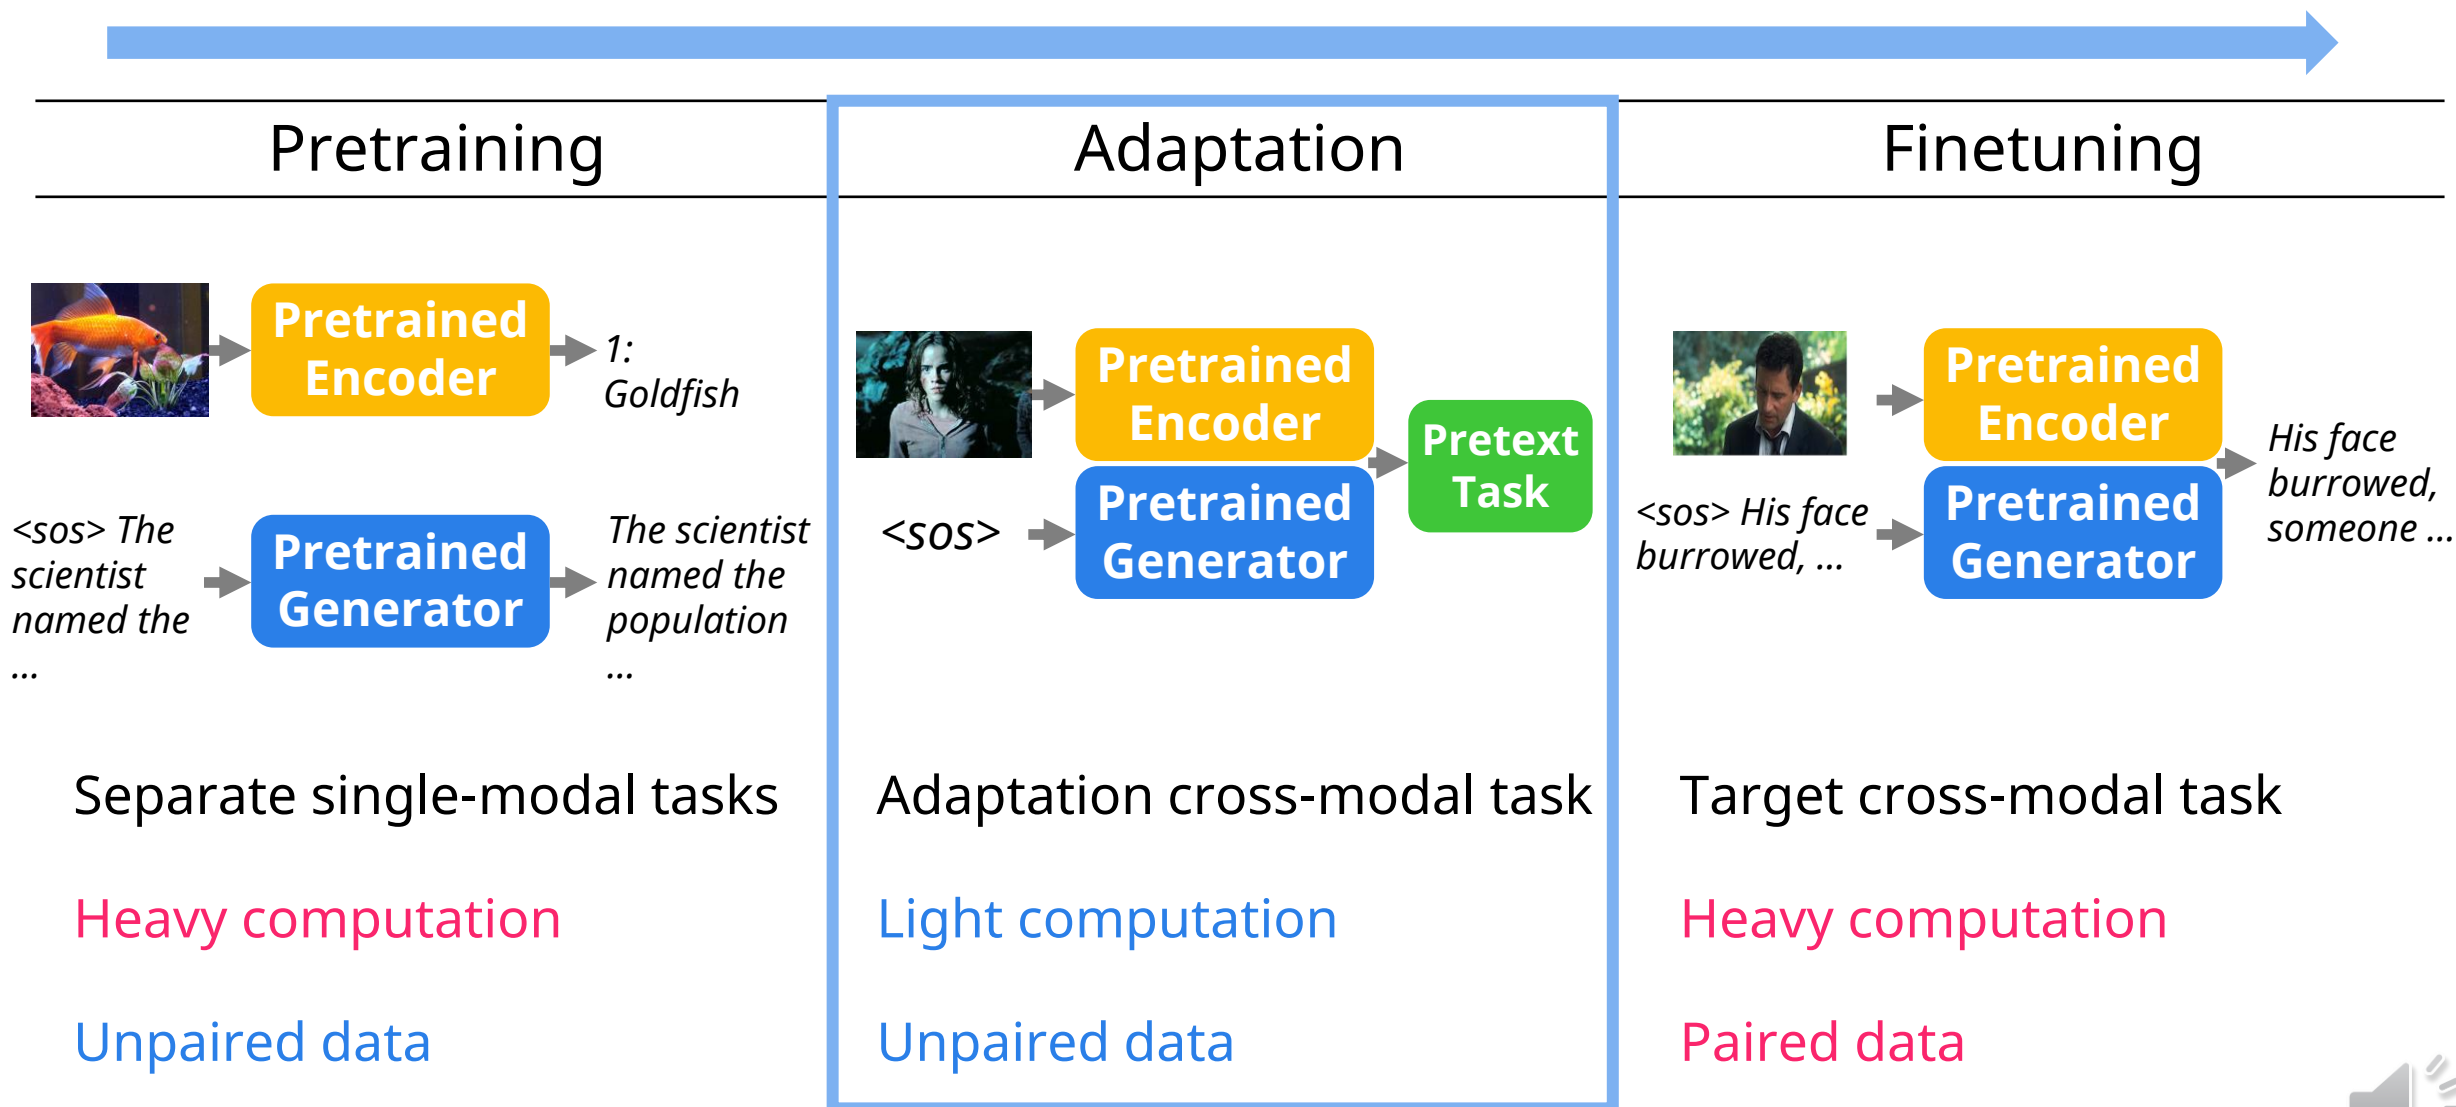 Pretraining
Adaptation
Finetuning
Pretrained
Encoder
1:
Goldfish
<sos> The
scientist
named the
...
Pretrained
Generator
The scientist
named the
population
...
Pretrained
Encoder
<sos>
Pretrained
Generator
Pretext
Task
Pretrained
Encoder
<sos> His face
burrowed, ...
Pretrained
Generator
His face
burrowed,
someone ...
Separate single-modal tasks
Adaptation cross-modal task
Target cross-modal task
Heavy computation
Light computation
Heavy computation
Unpaired data
Unpaired data
Paired data